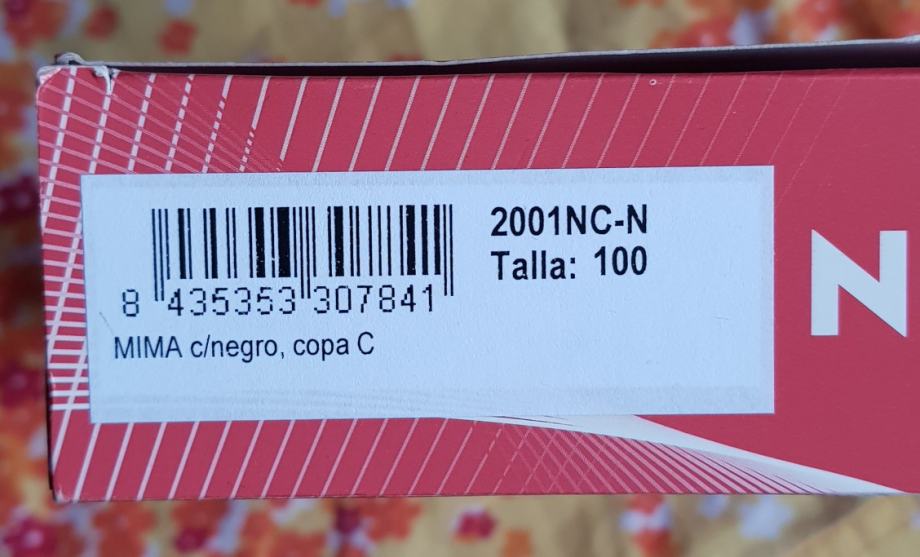 2001NC-N
Talla: 100
8 435353 307841
MIMA c/negro, copa C
N